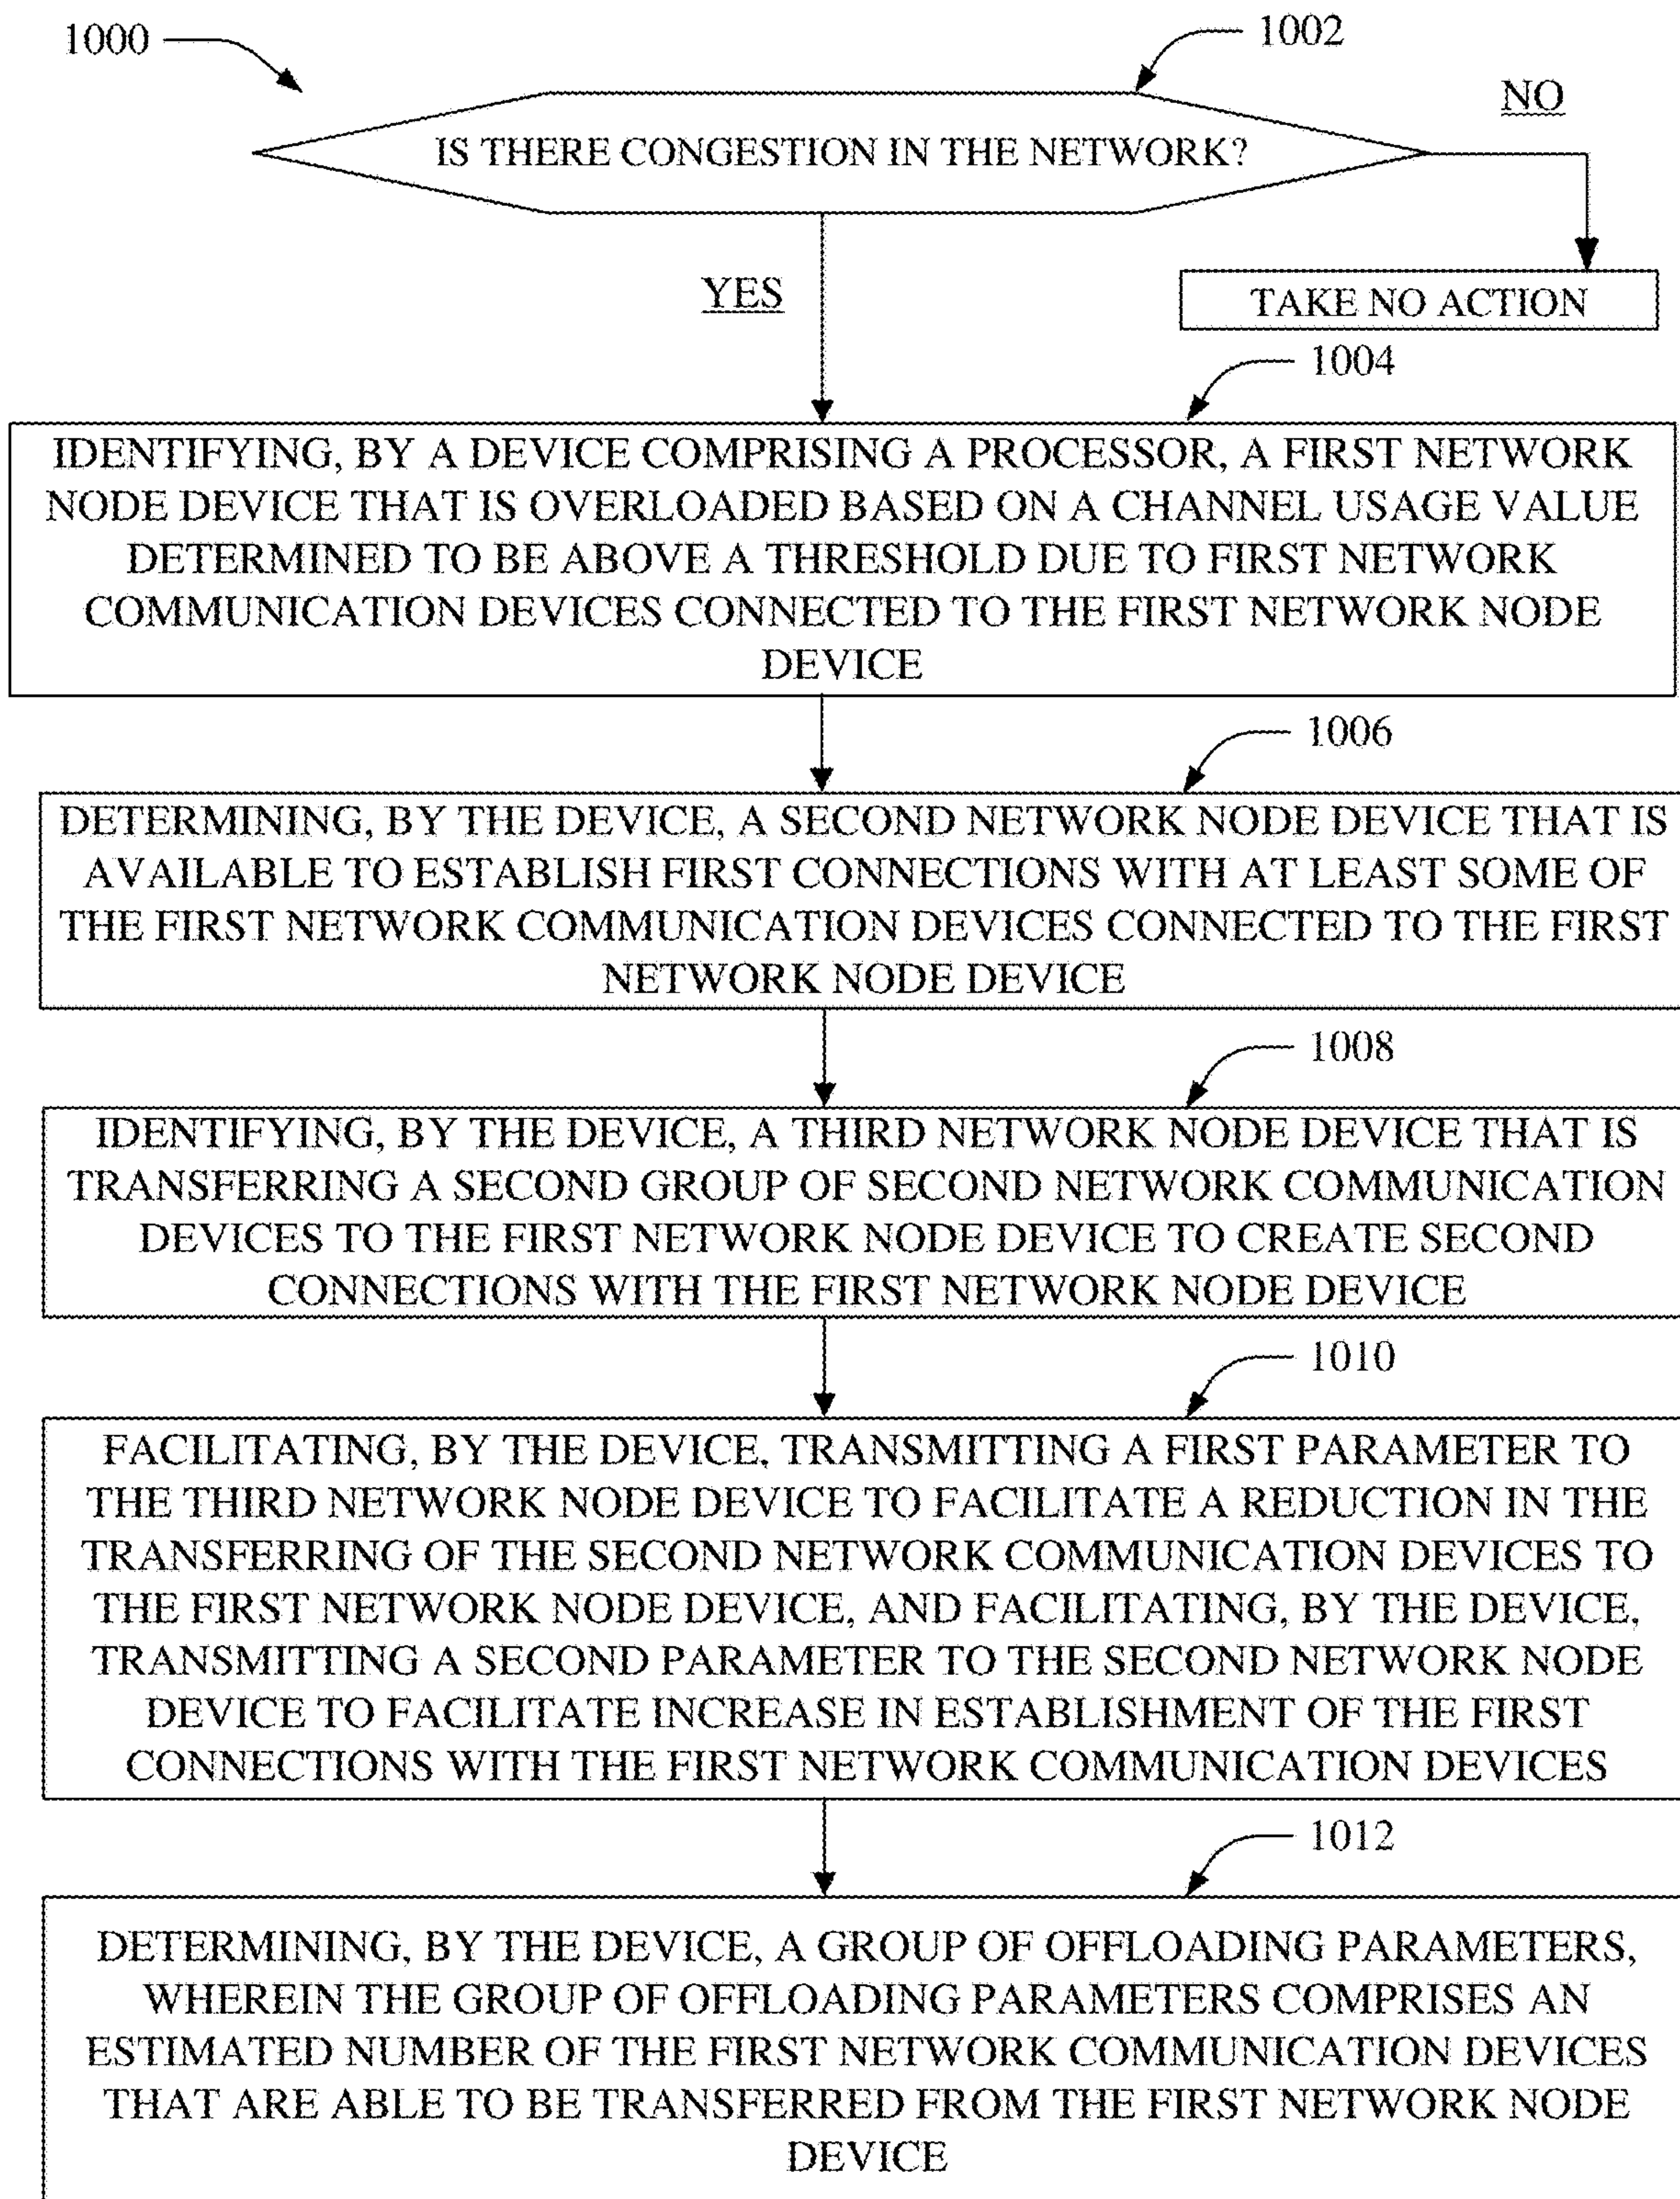 1000
1002
NO
IS THERE CONGESTION IN THE NETWORK?
YES
TAKE NO ACTION
1004
IDENTIFYING, BY A DEVICE COMPRISING A PROCESSOR, A FIRST NETWORK
NODE DEVICE THAT IS OVERLOADED BASED ON A CHANNEL USAGE VALUE
DETERMINED TO BE ABOVE A THRESHOLD DUE TO FIRST NETWORK
COMMUNICATION DEVICES CONNECTED TO THE FIRST NETWORK NODE
DEVICE
1006
DETERMINING, BY THE DEVICE, A SECOND NETWORK NODE DEVICE THAT IS
AVAILABLE TO ESTABLISH FIRST CONNECTIONS WITH AT LEAST SOME OF
THE FIRST NETWORK COMMUNICATION DEVICES CONNECTED TO THE FIRST
NETWORK NODE DEVICE
1008
IDENTIFYING, BY THE DEVICE, A THIRD NETWORK NODE DEVICE THAT IS
TRANSFERRING A SECOND GROUP OF SECOND NETWORK COMMUNICATION
DEVICES TO THE FIRST NETWORK NODE DEVICE TO CREATE SECOND
CONNECTIONS WITH THE FIRST NETWORK NODE DEVICE
1010
FACILITATING, BY THE DEVICE, TRANSMITTING A FIRST PARAMETER TO
THE THIRD NETWORK NODE DEVICE TO FACILITATE A REDUCTION IN THE
TRANSFERRING OF THE SECOND NETWORK COMMUNICATION DEVICES TO
THE FIRST NETWORK NODE DEVICE, AND FACILITATING, BY THE DEVICE,
TRANSMITTING A SECOND PARAMETER TO THE SECOND NETWORK NODE
DEVICE TO FACILITATE INCREASE IN ESTABLISHMENT OF THE FIRST
CONNECTIONS WITH THE FIRST NETWORK COMMUNICATION DEVICES
1012
DETERMINING, BY THE DEVICE, A GROUP OF OFFLOADING PARAMETERS,
WHEREIN THE GROUP OF OFFLOADING PARAMETERS COMPRISES AN
ESTIMATED NUMBER OF THE FIRST NETWORK COMMUNICATION DEVICES
THAT ARE ABLE TO BE TRANSFERRED FROM THE FIRST NETWORK NODE
DEVICE